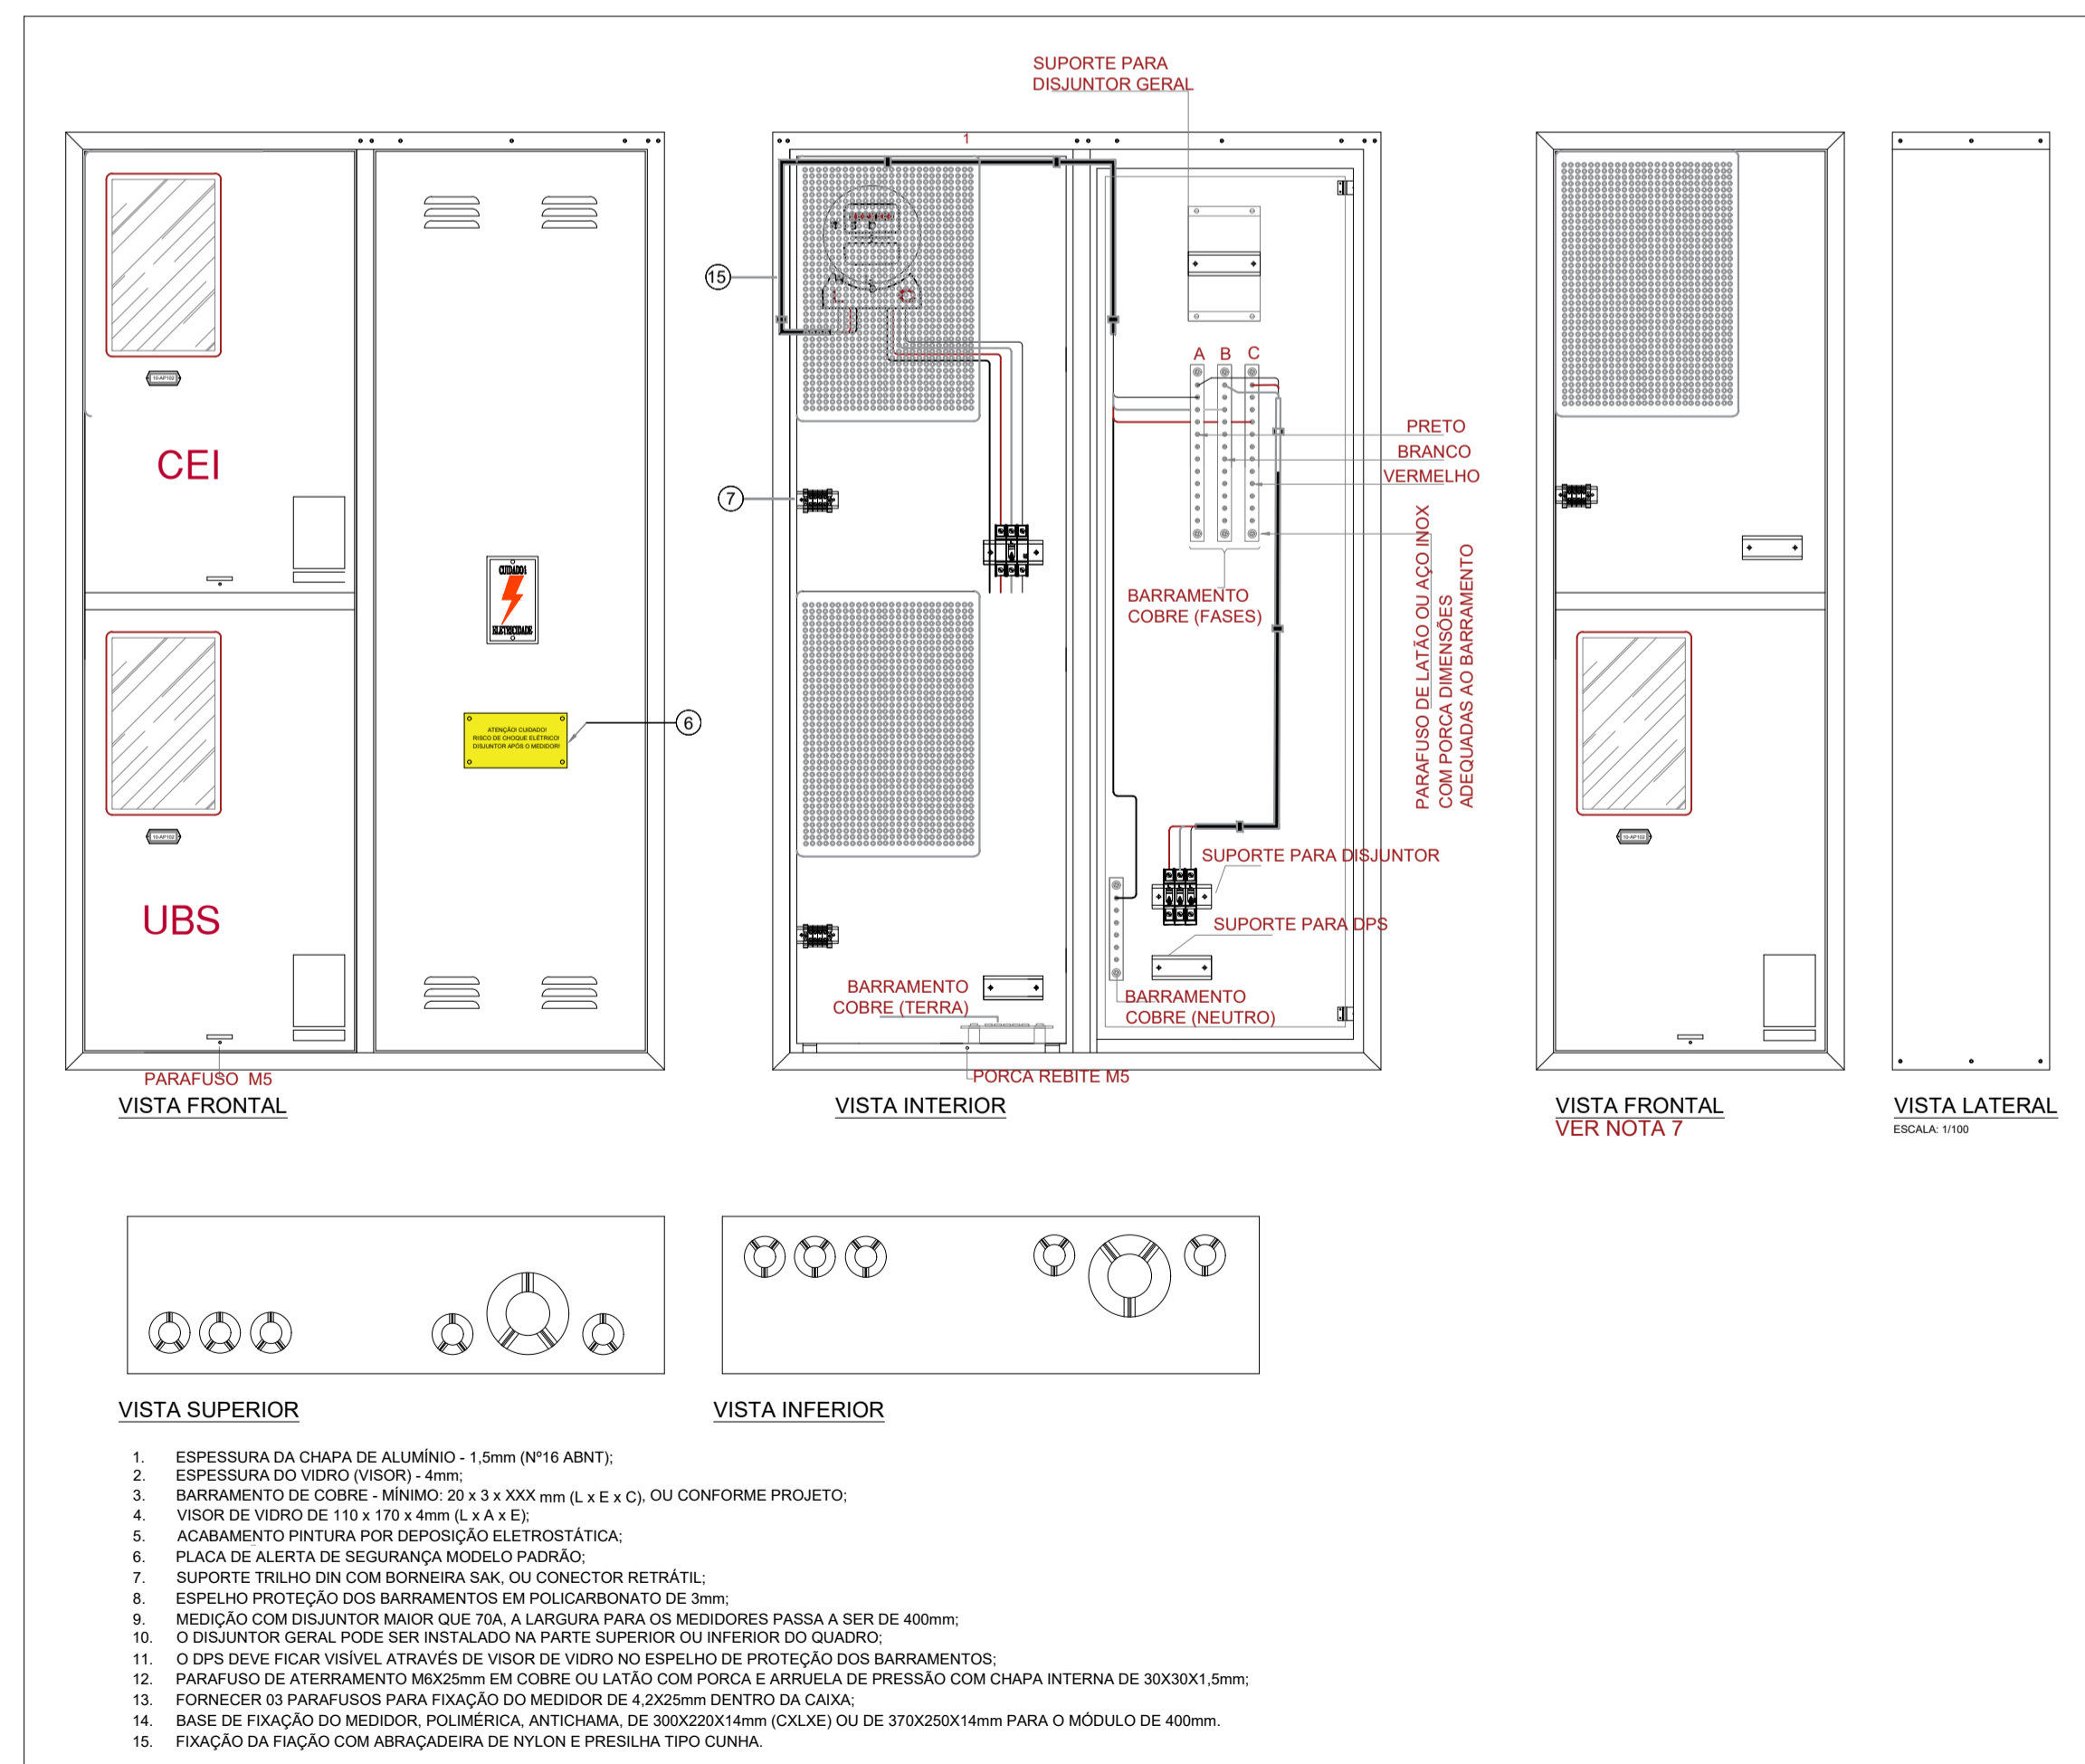 SUPORTE PARA
DISJUNTOR GERAL
1
15
A B C
10-AP102
CEI
PRETO
BRANCO
VERMELHO
7
CUIDADO!
ELETRICIDADE
BARRAMENTO
COBRE (FASES)
PARAFUSO DE LATÃO OU AÇO INOX
COM PORCA DIMENSÕES
ADEQUADAS AO BARRAMENTO
6
ATENÇÃO! CUIDADO!
RISCO DE CHOQUE ELÉTRICO!
DISJUNTOR APÓS O MEDIDOR!
10-AP102
10-AP102
UBS
SUPORTE PARA DISJUNTOR
SUPORTE PARA DPS
BARRAMENTO
COBRE (TERRA)
BARRAMENTO
COBRE (NEUTRO)
PARAFUSO M5
PORCA REBITE M5
VISTA FRONTAL
VISTA INTERIOR
VISTA FRONTAL
VER NOTA 7
VISTA LATERAL
ESCALA: 1/100
VISTA SUPERIOR
VISTA INFERIOR
1. ESPESSURA DA CHAPA DE ALUMÍNIO - 1,5mm (Nº16 ABNT);
2. ESPESSURA DO VIDRO (VISOR) - 4mm;
3. BARRAMENTO DE COBRE - MÍNIMO: 20 x 3 x XXX mm (L x E x C), OU CONFORME PROJETO;
4. VISOR DE VIDRO DE 110 x 170 x 4mm (L x A x E);
5. ACABAMENTO PINTURA POR DEPOSIÇÃO ELETROSTÁTICA;
6. PLACA DE ALERTA DE SEGURANÇA MODELO PADRÃO;
7. SUPORTE TRILHO DIN COM BORNEIRA SAK, OU CONECTOR RETRÁTIL;
8. ESPELHO PROTEÇÃO DOS BARRAMENTOS EM POLICARBONATO DE 3mm;
9. MEDIÇÃO COM DISJUNTOR MAIOR QUE 70A, A LARGURA PARA OS MEDIDORES PASSA A SER DE 400mm;
10. O DISJUNTOR GERAL PODE SER INSTALADO NA PARTE SUPERIOR OU INFERIOR DO QUADRO;
11. O DPS DEVE FICAR VISÍVEL ATRAVÉS DE VISOR DE VIDRO NO ESPELHO DE PROTEÇÃO DOS BARRAMENTOS;
12. PARAFUSO DE ATERRAMENTO M6X25mm EM COBRE OU LATÃO COM PORCA E ARRUELA DE PRESSÃO COM CHAPA INTERNA DE 30X30X1,5mm;
13. FORNECER 03 PARAFUSOS PARA FIXAÇÃO DO MEDIDOR DE 4,2X25mm DENTRO DA CAIXA;
14. BASE DE FIXAÇÃO DO MEDIDOR, POLIMÉRICA, ANTICHAMA, DE 300X220X14mm (CXLXE) OU DE 370X250X14mm PARA O MÓDULO DE 400mm.
15. FIXAÇÃO DA FIAÇÃO COM ABRAÇADEIRA DE NYLON E PRESILHA TIPO CUNHA.